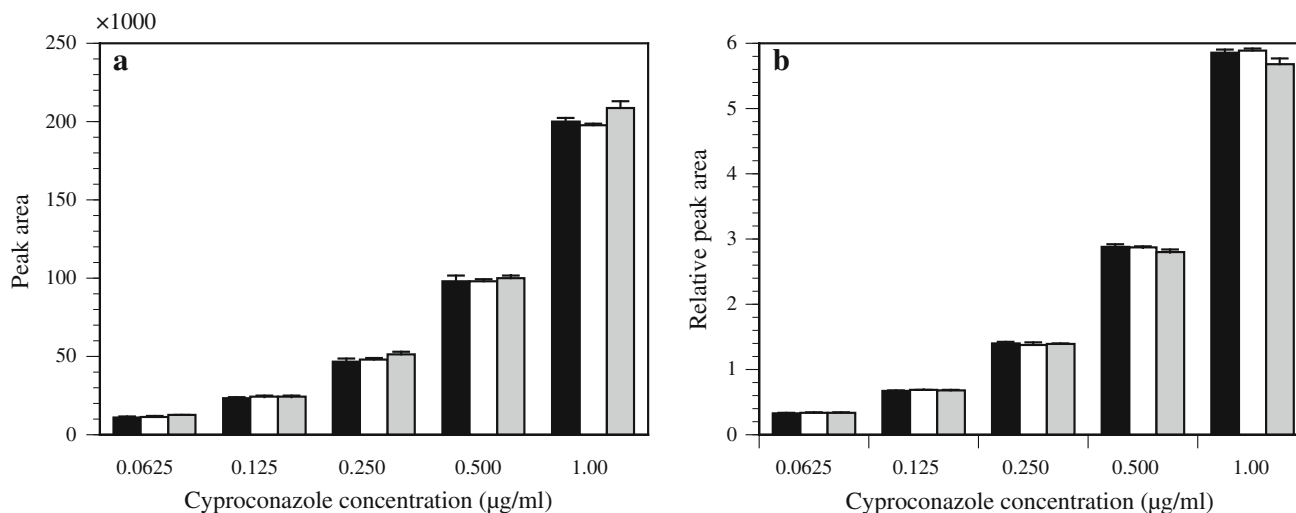 ×1000
a
250
200
150
100
50
0
Peak area
0.0625 0.125 0.250 0.500 1.00
Cyproconazole concentration (µg/ml)
b
6
5
4
3
2
1
0
Relative peak area
0.0625 0.125 0.250 0.500 1.00
Cyproconazole concentration (µg/ml)